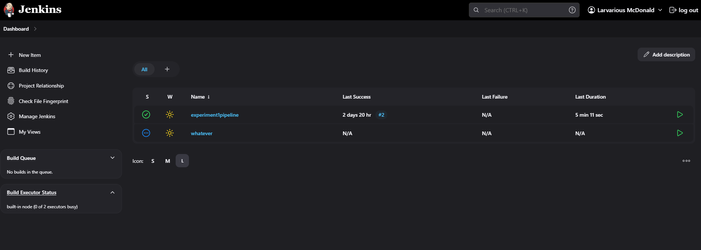 Jenkins
Search (CTRL+K)
Larvarious McDonald
log out
Dashboard
New Item
Build History
Project Relationship
Check File Fingerprint
Manage Jenkins
My Views
Build Queue
No builds in the queue.
Build Executor Status
built-in node (0 of 2 executors busy)
Add description
All +
S W Name ↓ Last Success Last Failure Last Duration
experiment1pipeline 2 days 20 hr #2 N/A 5 min 11 sec
whatever N/A N/A N/A
Icon: S M L